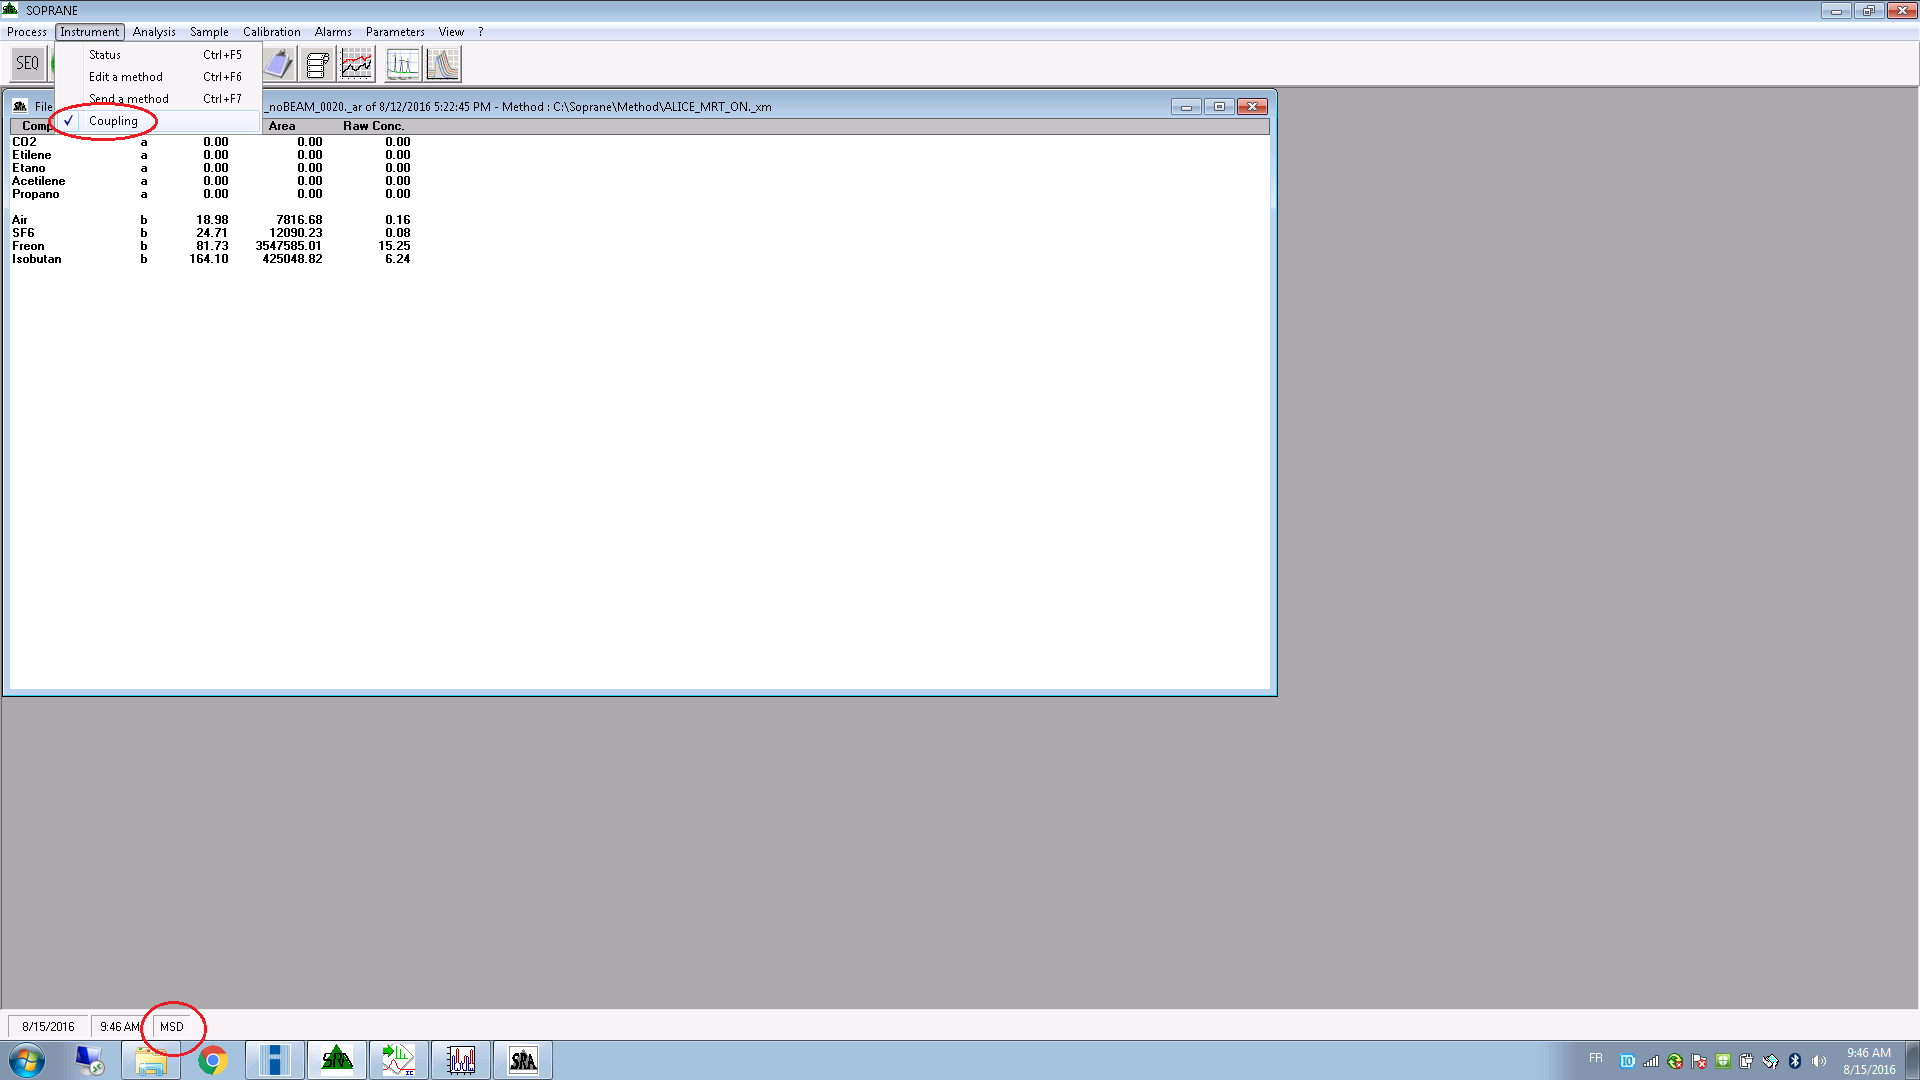 SOPRANE
Process Instrument Analysis Sample Calibration Alarms Parameters View ?
SEQ
Status Ctrl+F5
Edit a method Ctrl+F6
Send a method Ctrl+F7
Coupling
SRA File _noBEAM_0020._ar of 8/12/2016 5:22:45 PM - Method : C:\Soprane\Method\ALICE_MRT_ON._xm
Comp Area Raw Conc.
CO2 a 0.00 0.00 0.00
Etilene a 0.00 0.00 0.00
Etano a 0.00 0.00 0.00
Acetilene a 0.00 0.00 0.00
Propano a 0.00 0.00 0.00
Air b 18.98 7816.68 0.16
SF6 b 24.71 12090.23 0.08
Freon b 81.73 3547585.01 15.25
Isobutan b 164.10 425048.82 6.24
8/15/2016 9:46 AM MSD
SRA IC SRA FR 9:46 AM
8/15/2016